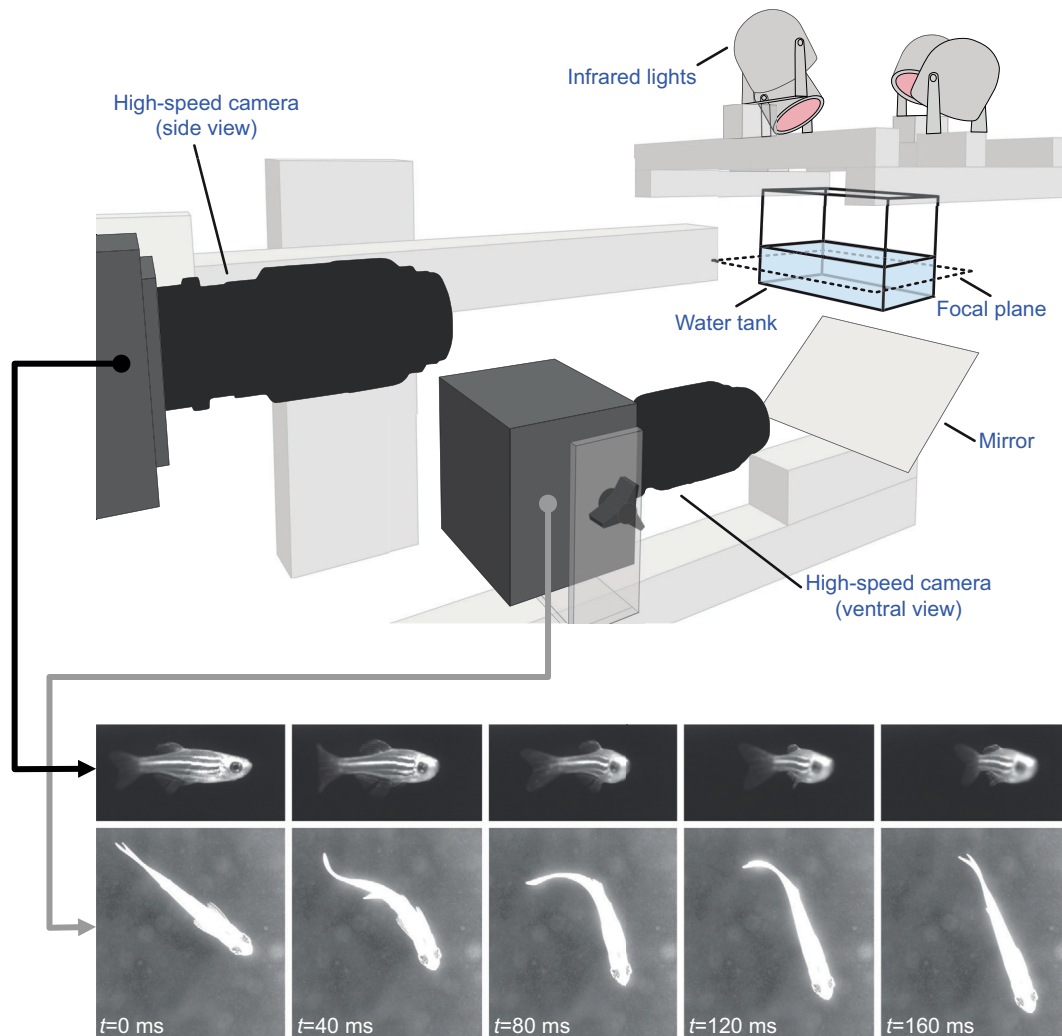 Infrared lights
High-speed camera
(side view)
Water tank
Focal plane
Mirror
High-speed camera
(ventral view)
t=0 ms
t=40 ms
t=80 ms
t=120 ms
t=160 ms